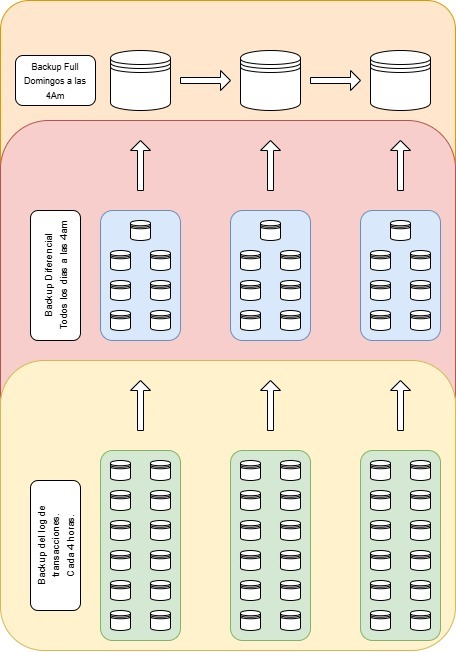 Backup Full
Domingos a las
4Am
Backup Diferencial
Todos los dias a las 4am
Backup del log de
transacciones.
Cada 4 horas.